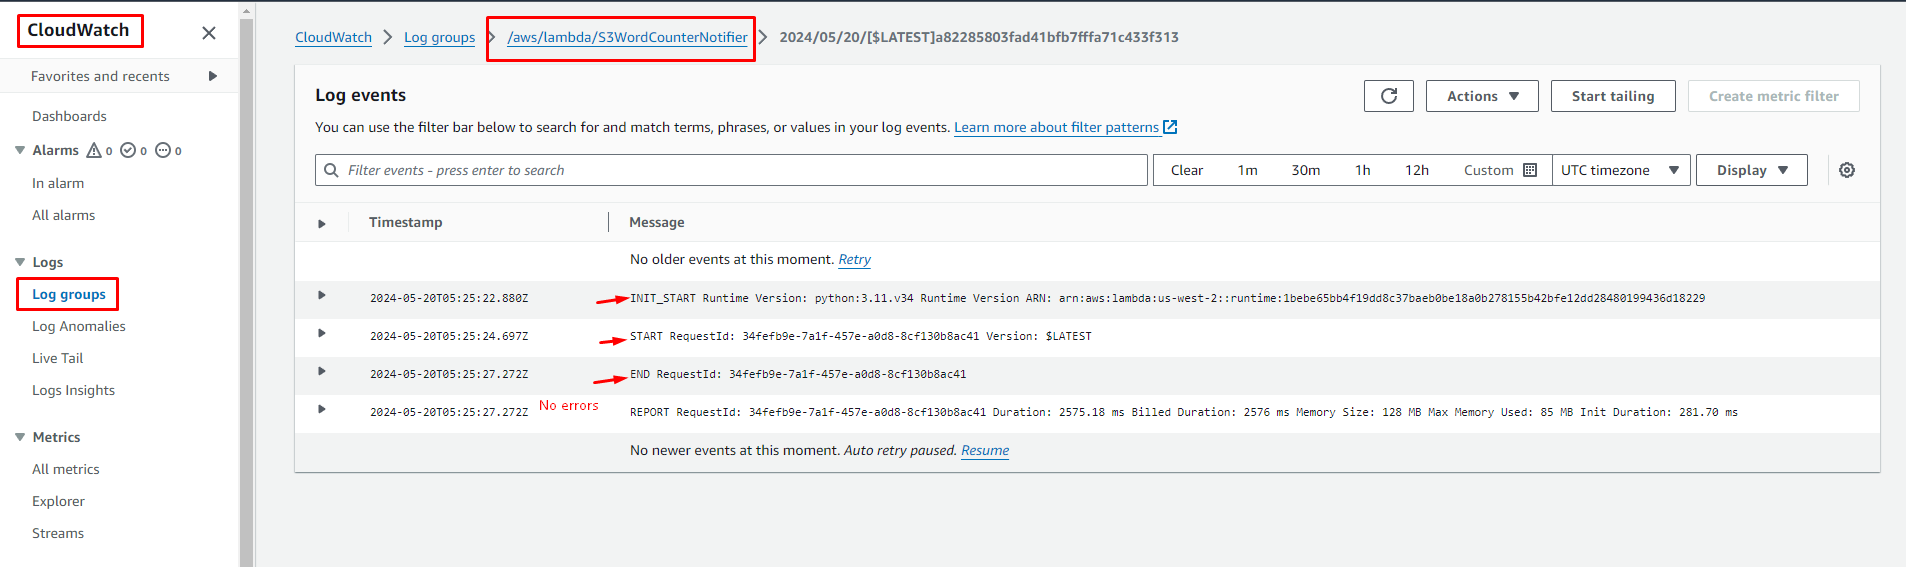 CloudWatch
Favorites and recents
Dashboards
Alarms 0 0 0
In alarm
All alarms
Logs
Log groups
Log Anomalies
Live Tail
Logs Insights
Metrics
All metrics
Explorer
Streams
CloudWatch Log groups /aws/lambda/S3WordCounterNotifier 2024/05/20/[$LATEST]a82285803fad41bfb7fffa71c433f313
Log events
Actions Start tailing Create metric filter
You can use the filter bar below to search for and match terms, phrases, or values in your log events. Learn more about filter patterns
Filter events - press enter to search
Clear 1m 30m 1h 12h Custom UTC timezone Display
Timestamp Message
No older events at this moment. Retry
2024-05-20T05:25:22.880Z INIT_START Runtime Version: python:3.11.v34 Runtime Version ARN: arn:aws:lambda:us-west-2::runtime:1bebe65bb4f19dd8c37baeb0be18a0b278155b42bfe12dd28480199436d18229
2024-05-20T05:25:24.697Z START RequestId: 34fefb9e-7a1f-457e-a0d8-8cf130b8ac41 Version: $LATEST
2024-05-20T05:25:27.272Z END RequestId: 34fefb9e-7a1f-457e-a0d8-8cf130b8ac41
2024-05-20T05:25:27.272Z No errors REPORT RequestId: 34fefb9e-7a1f-457e-a0d8-8cf130b8ac41 Duration: 2575.18 ms Billed Duration: 2576 ms Memory Size: 128 MB Max Memory Used: 85 MB Init Duration: 281.70 ms
No newer events at this moment. Auto retry paused. Resume